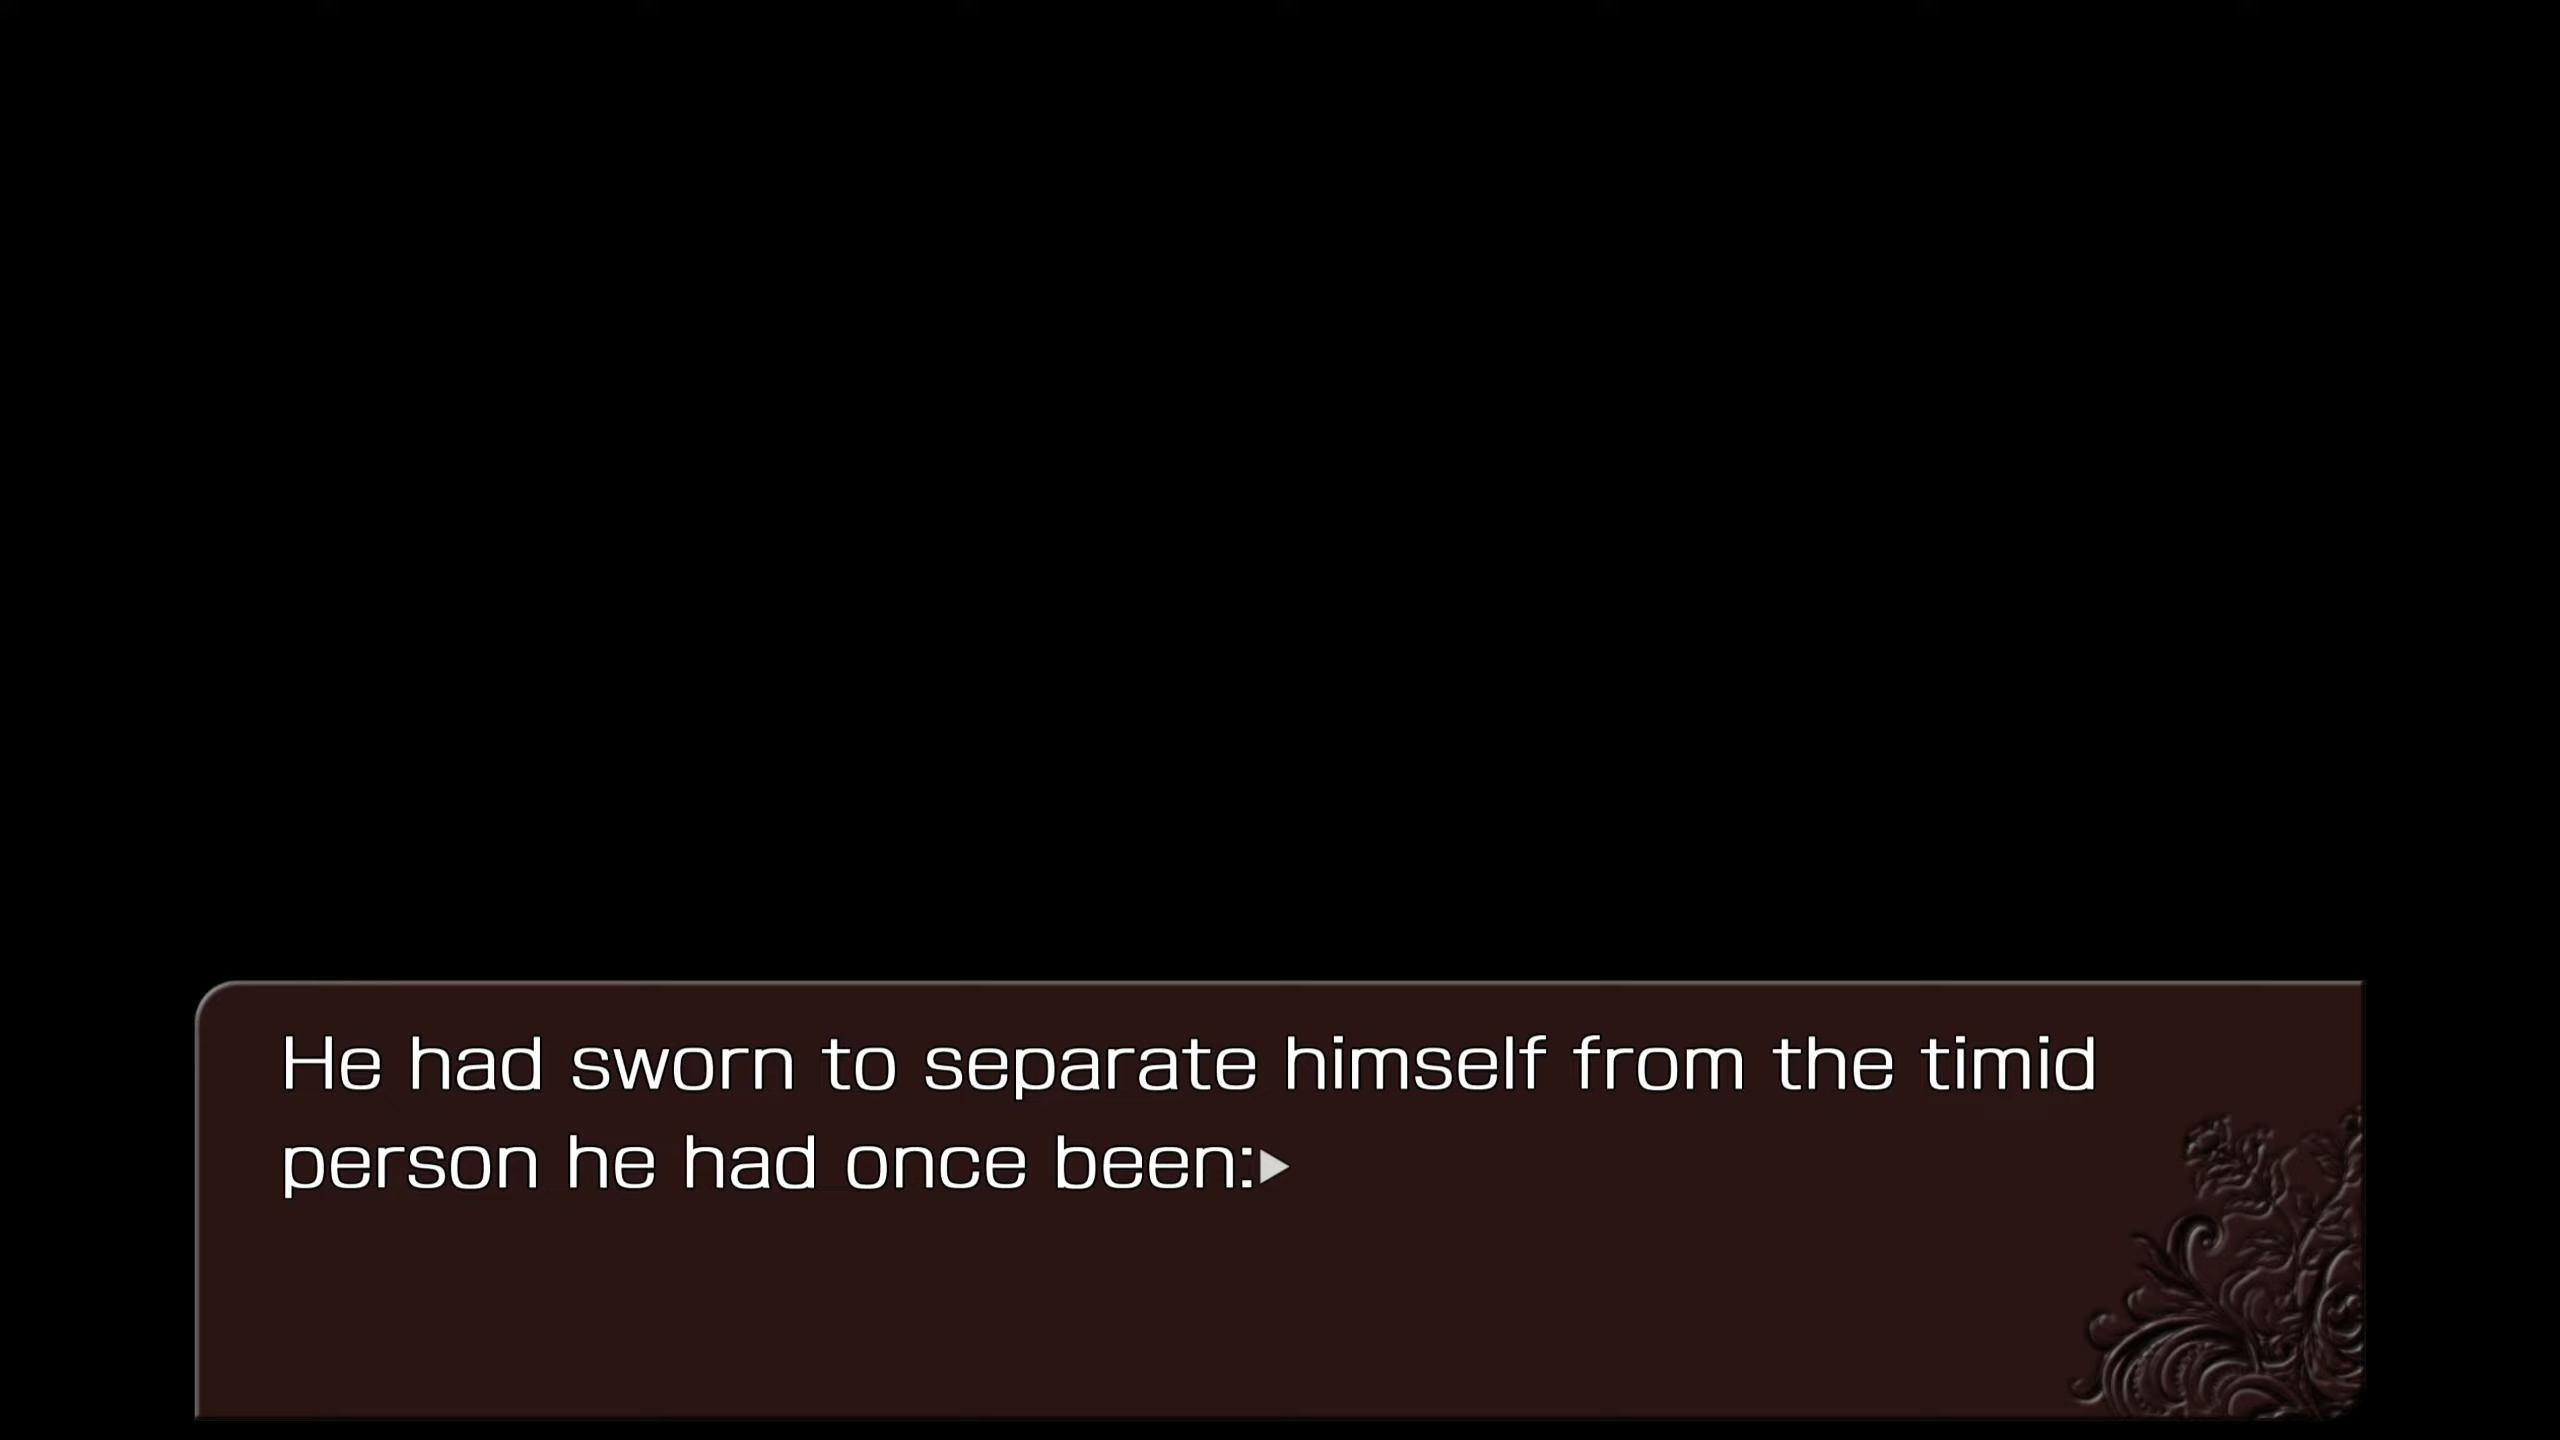 He had sworn to separate himself from the timid
person he had once been: